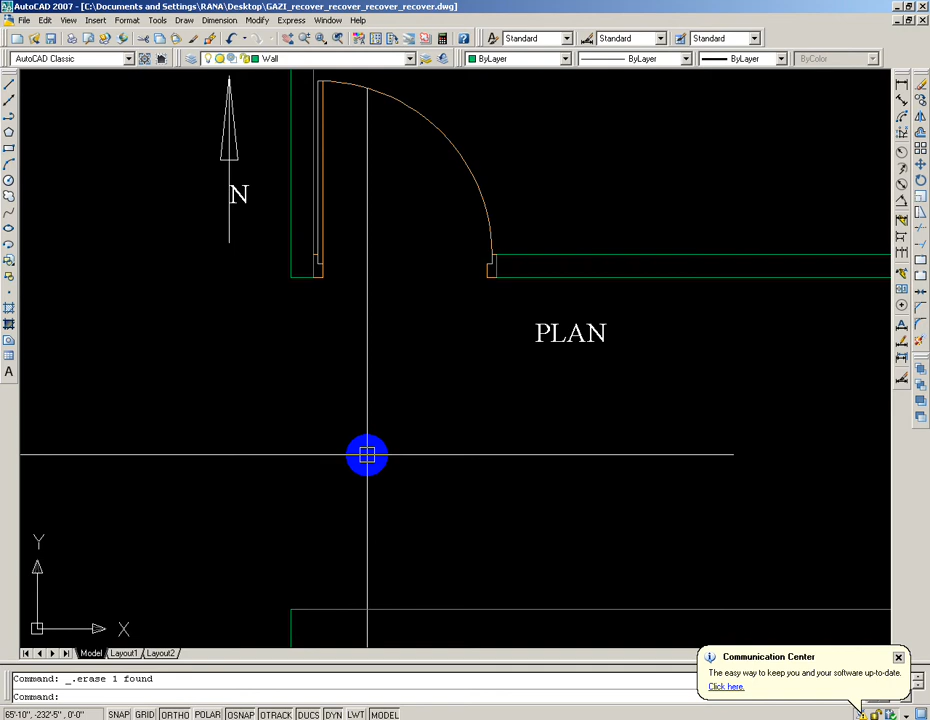 AutoCAD 2007 - [C:\Documents and Settings\RANA\Desktop\GAZI_recover_recover_recover_recover.dwg]
File Edit View Insert Format Tools Draw Dimension Modify Express Window Help
Standard Standard Standard
AutoCAD Classic Wall ByLayer ByLayer ByLayer ByColor
N
PLAN
Y
X
Model Layout1 Layout2
Communication Center
The easy way to keep you and your software up-to-date.
Click here.
Command: _.erase 1 found
Command:
65'-10", -232'-5" , 0'-0" SNAP GRID ORTHO POLAR OSNAP OTRACK DUCS DYN LWT MODEL
A